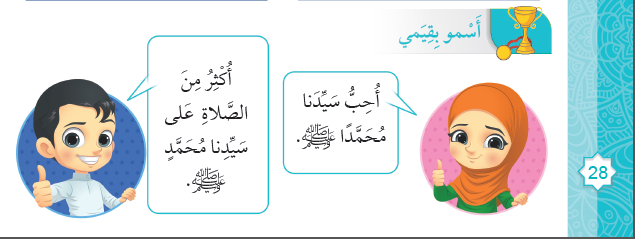 أَسْمو بِقِيَمي
أُحِبُّ سَيِّدَنا
مُحَمَّدًا ﷺ.
أُكْثِرُ مِنَ
الصَّلاةِ عَلى
سَيِّدِنا مُحَمَّدٍ
ﷺ.
28